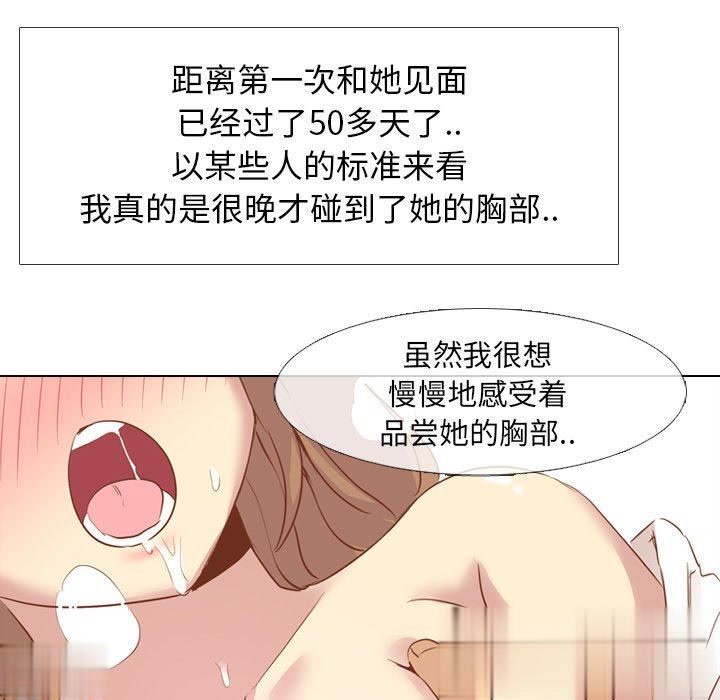 距离第一次和她见面
已经过了50多天了..
以某些人的标准来看
我真的是很晚才碰到了她的胸部..
虽然我很想
慢慢地感受着
品尝她的胸部..